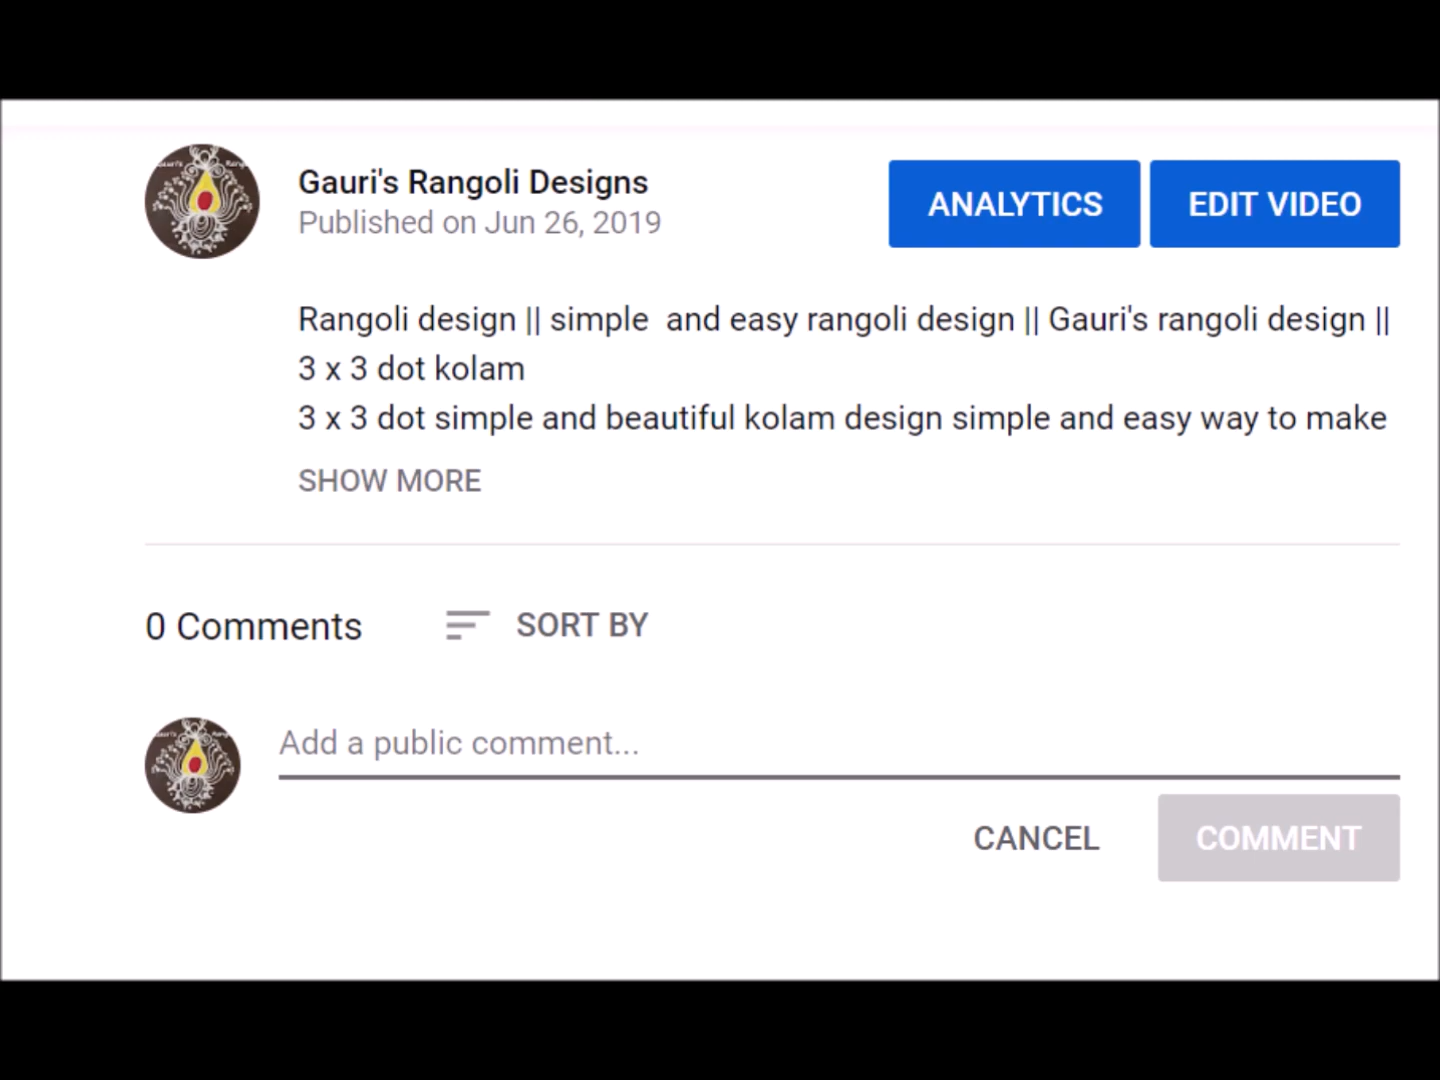 Gauri's Rangoli Designs
Published on Jun 26, 2019
ANALYTICS
EDIT VIDEO
Rangoli design || simple  and easy rangoli design || Gauri's rangoli design ||
3 x 3 dot kolam
3 x 3 dot simple and beautiful kolam design simple and easy way to make
SHOW MORE
0 Comments
SORT BY
Add a public comment...
CANCEL
COMMENT